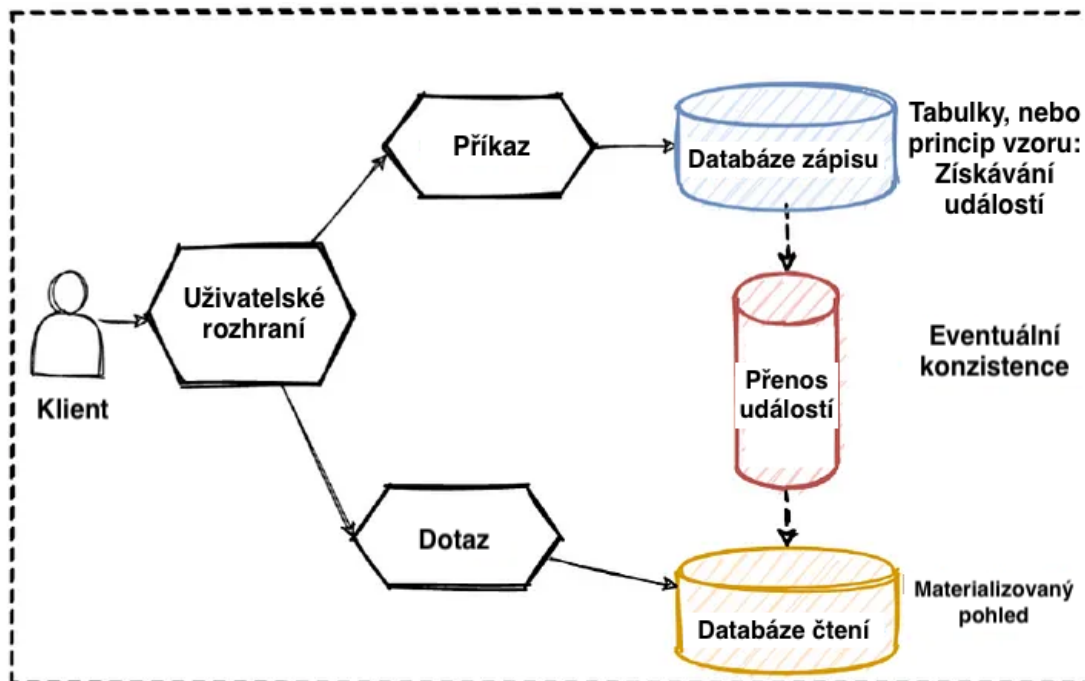 Příkaz
Databáze zápisu
Tabulky, nebo
princip vzoru:
Získávání
událostí
Uživatelské
rozhraní
Klient
Přenos
událostí
Eventuální
konzistence
Dotaz
Databáze čtení
Materializovaný
pohled